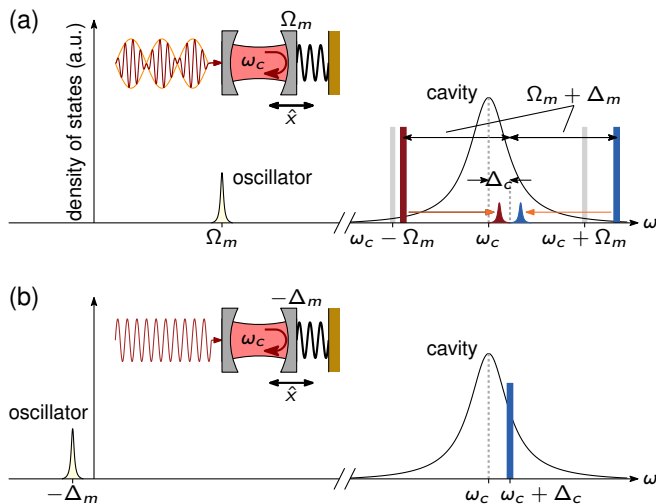 (a)
density of states (a.u.)
Ω_m
ω_c
x̂
cavity
Ω_m + Δ_m
oscillator
Δ_c
Ω_m
ω_c − Ω_m
ω_c
ω_c + Ω_m
ω
(b)
−Δ_m
ω_c
x̂
cavity
oscillator
−Δ_m
ω_c
ω_c + Δ_c
ω